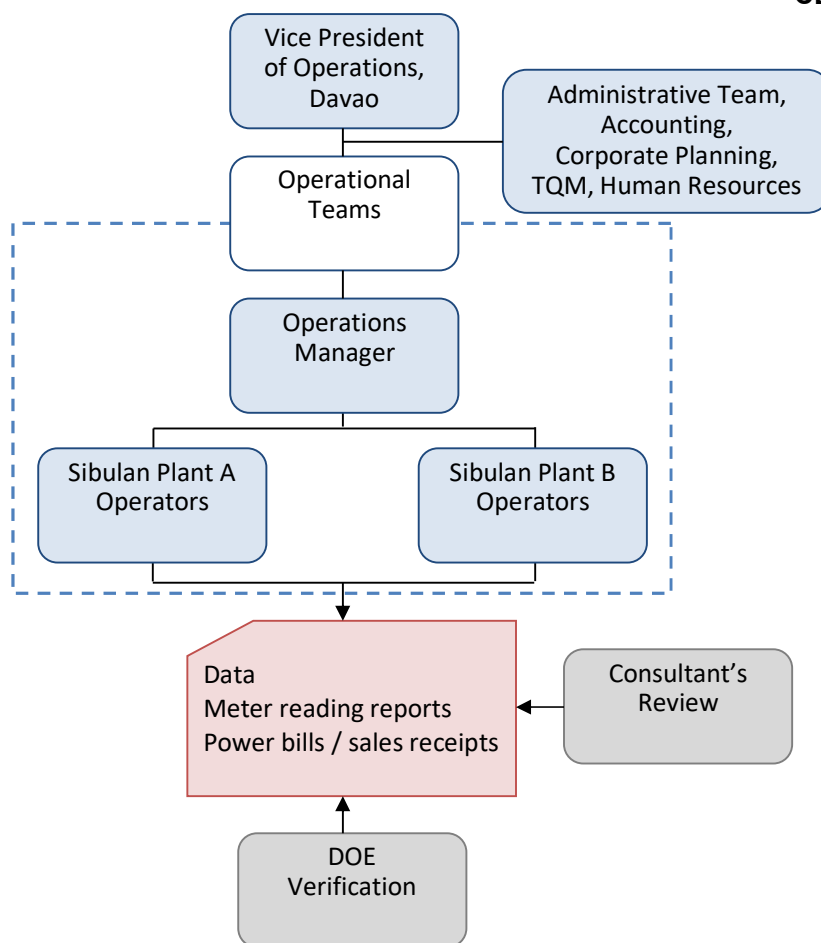 Vice President
of Operations,
Davao
Administrative Team,
Accounting,
Corporate Planning,
TQM, Human Resources
Operational
Teams
Operations
Manager
Sibulan Plant A
Operators
Sibulan Plant B
Operators
Data
Meter reading reports
Power bills / sales receipts
Consultant’s
Review
DOE
Verification